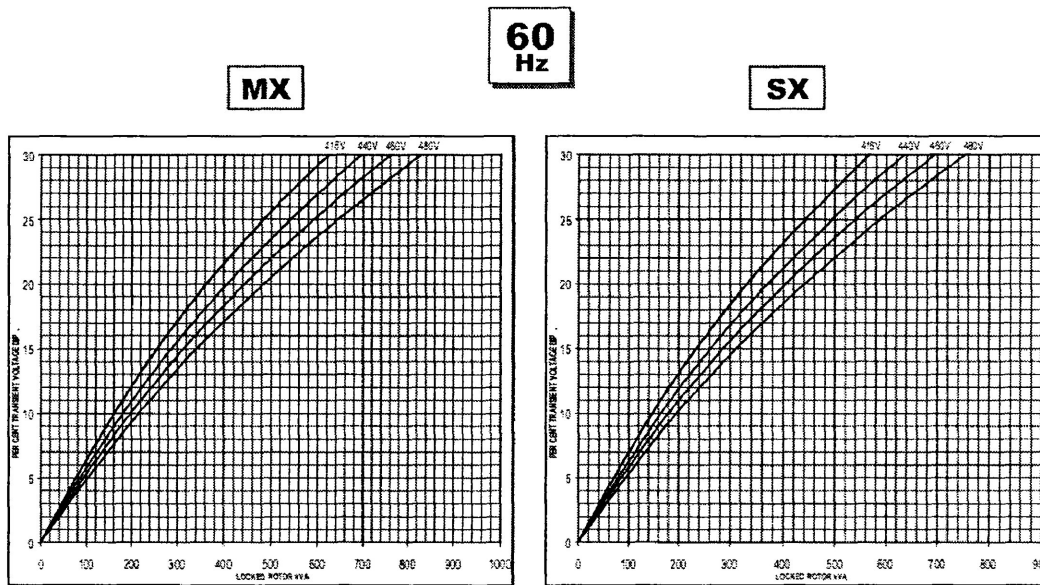 60
Hz
MX
SX
416V 440V 460V 480V
30
25
20
15
10
5
0
PER CENT TRANSIENT VOLTAGE DIP .
0 100 200 300 400 500 600 700 800 900 1000
LOCKED ROTOR kVA
416V 440V 460V 480V
30
25
20
15
10
5
0
PER CENT TRANSIENT VOLTAGE DIP .
0 100 200 300 400 500 600 700 800
LOCKED ROTOR kVA